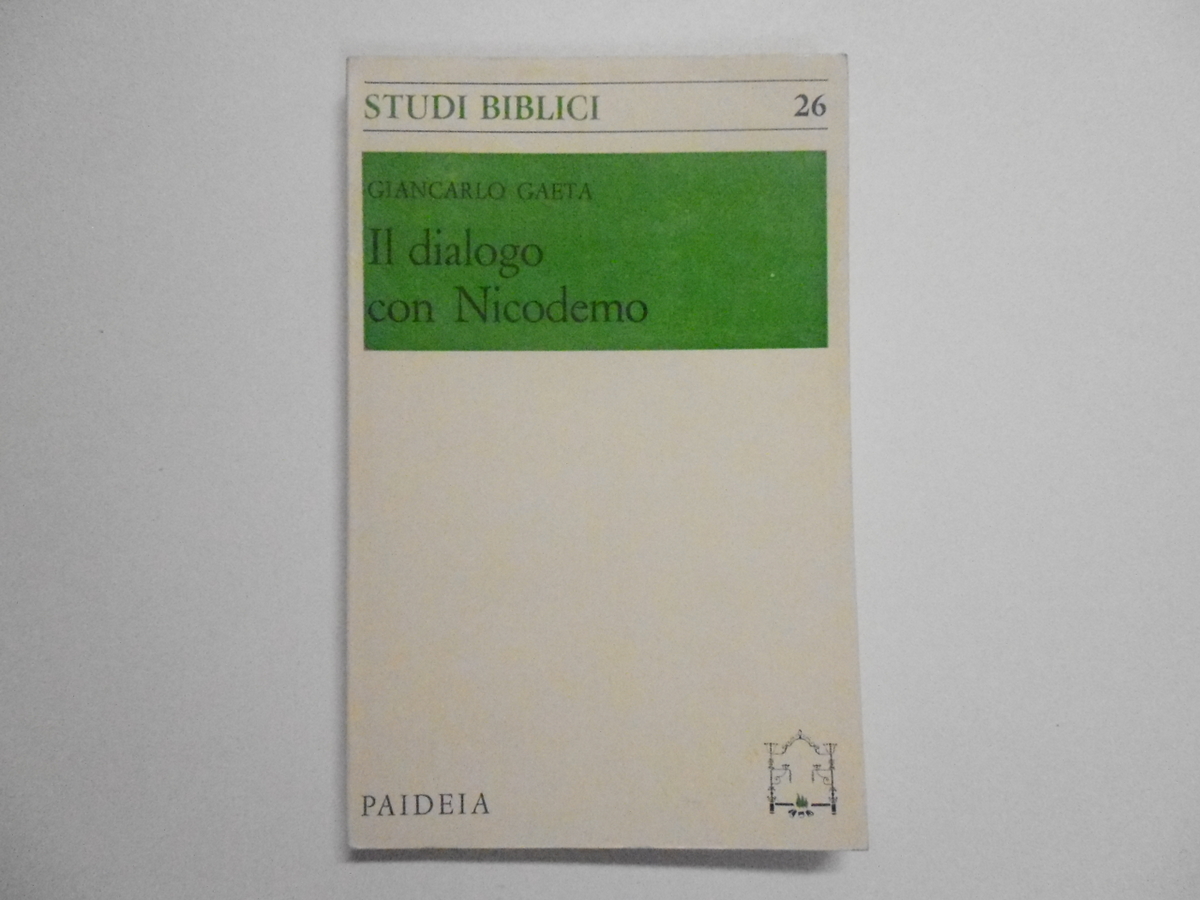 STUDI BIBLICI 26
GIANCARLO GAETA
Il dialogo
con Nicodemo
PAIDEIA